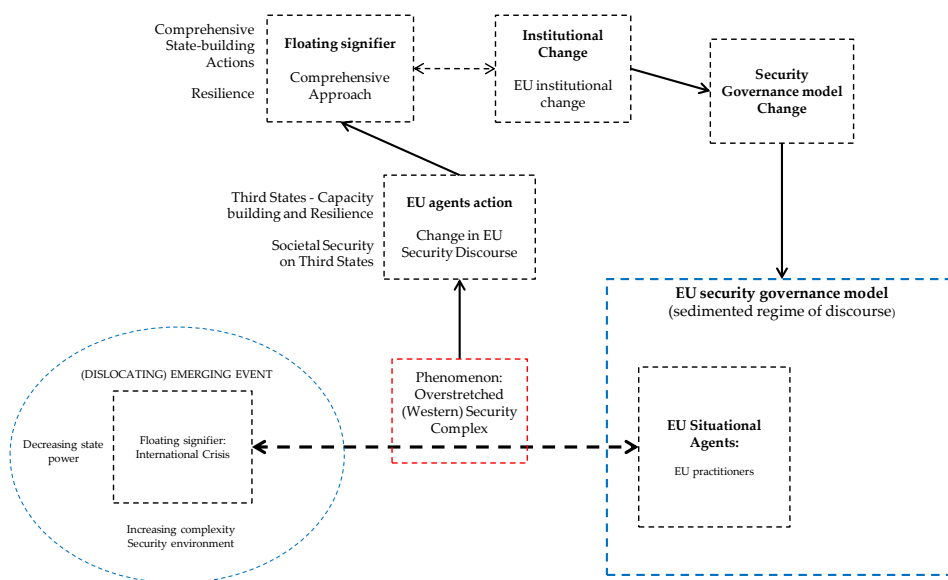 Comprehensive
State-building
Actions
Resilience
Floating signifier
Comprehensive
Approach
Institutional
Change
EU institutional
change
Security
Governance model
Change
Third States - Capacity
building and Resilience
Societal Security
on Third States
EU agents action
Change in EU
Security Discourse
EU security governance model
(sedimented regime of discourse)
(DISLOCATING) EMERGING EVENT
Decreasing state
power
Floating signifier:
International Crisis
Increasing complexity
Security environment
Phenomenon:
Overstretched
(Western) Security
Complex
EU Situational
Agents:
EU practitioners